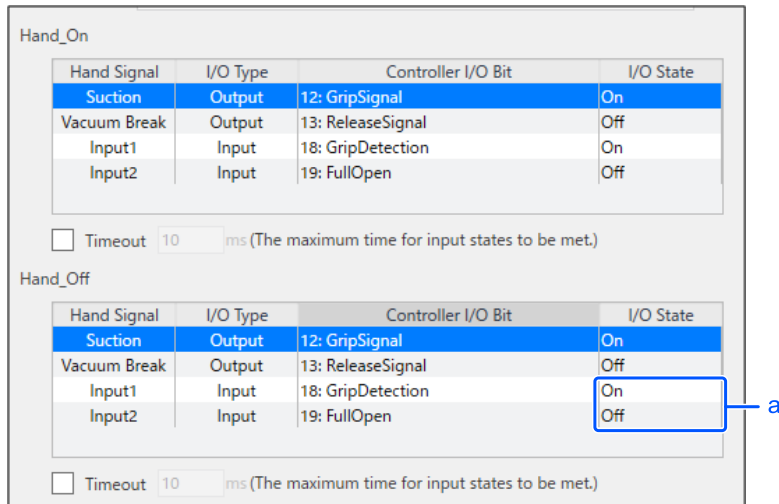 Hand_On
Hand Signal I/O Type Controller I/O Bit I/O State
Suction Output 12: GripSignal On
Vacuum Break Output 13: ReleaseSignal Off
Input1 Input 18: GripDetection On
Input2 Input 19: FullOpen Off
Timeout 10 ms (The maximum time for input states to be met.)
Hand_Off
Hand Signal I/O Type Controller I/O Bit I/O State
Suction Output 12: GripSignal On
Vacuum Break Output 13: ReleaseSignal Off
Input1 Input 18: GripDetection On
Input2 Input 19: FullOpen Off
a
Timeout 10 ms (The maximum time for input states to be met.)